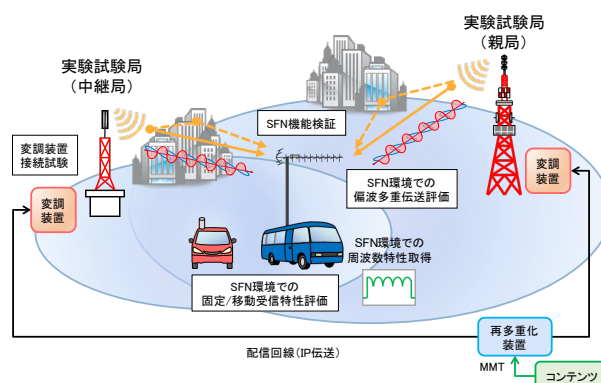 実験試験局
（親局）
実験試験局
（中継局）
SFN機能検証
変調装置
接続試験
変調
装置
SFN環境での
偏波多重伝送評価
変調
装置
SFN環境での
周波数特性取得
SFN環境での
固定/移動受信特性評価
配信回線(IP伝送)
再多重化
装置
MMT
コンテンツ